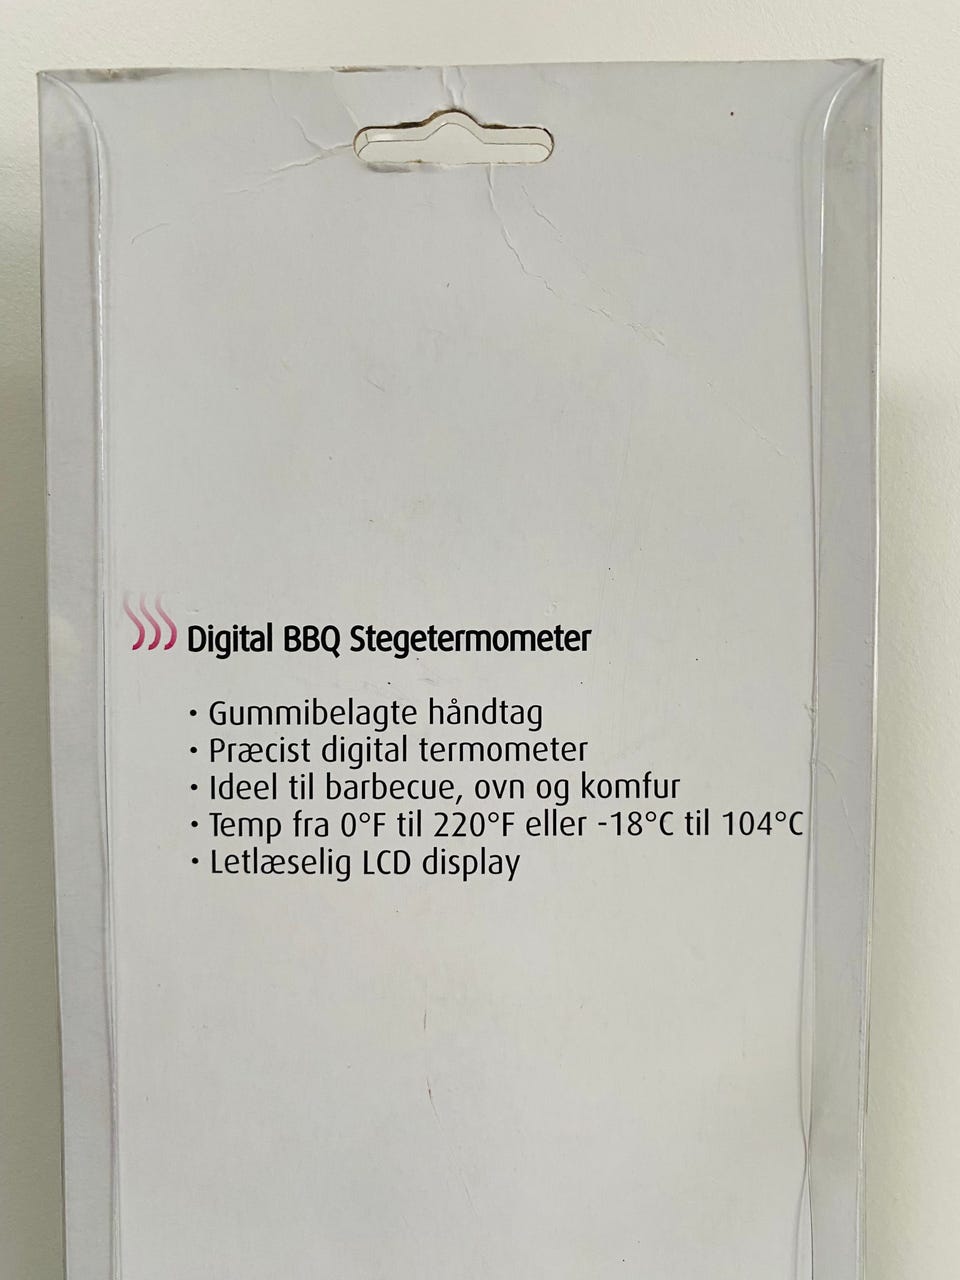 Digital BBQ Stegetermometer
• Gummibelagte håndtag
• Præcist digital termometer
• Ideel til barbecue, ovn og komfur
• Temp fra 0°F til 220°F eller -18°C til 104°C
• Letlæselig LCD display